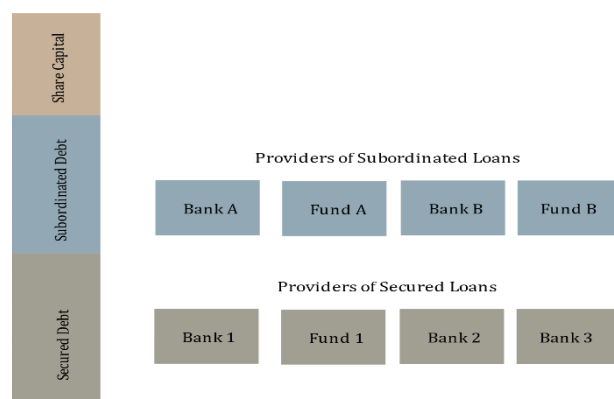 Share Capital
Subordinated Debt
Providers of Subordinated Loans
Bank A
Fund A
Bank B
Fund B
Secured Debt
Providers of Secured Loans
Bank 1
Fund 1
Bank 2
Bank 3